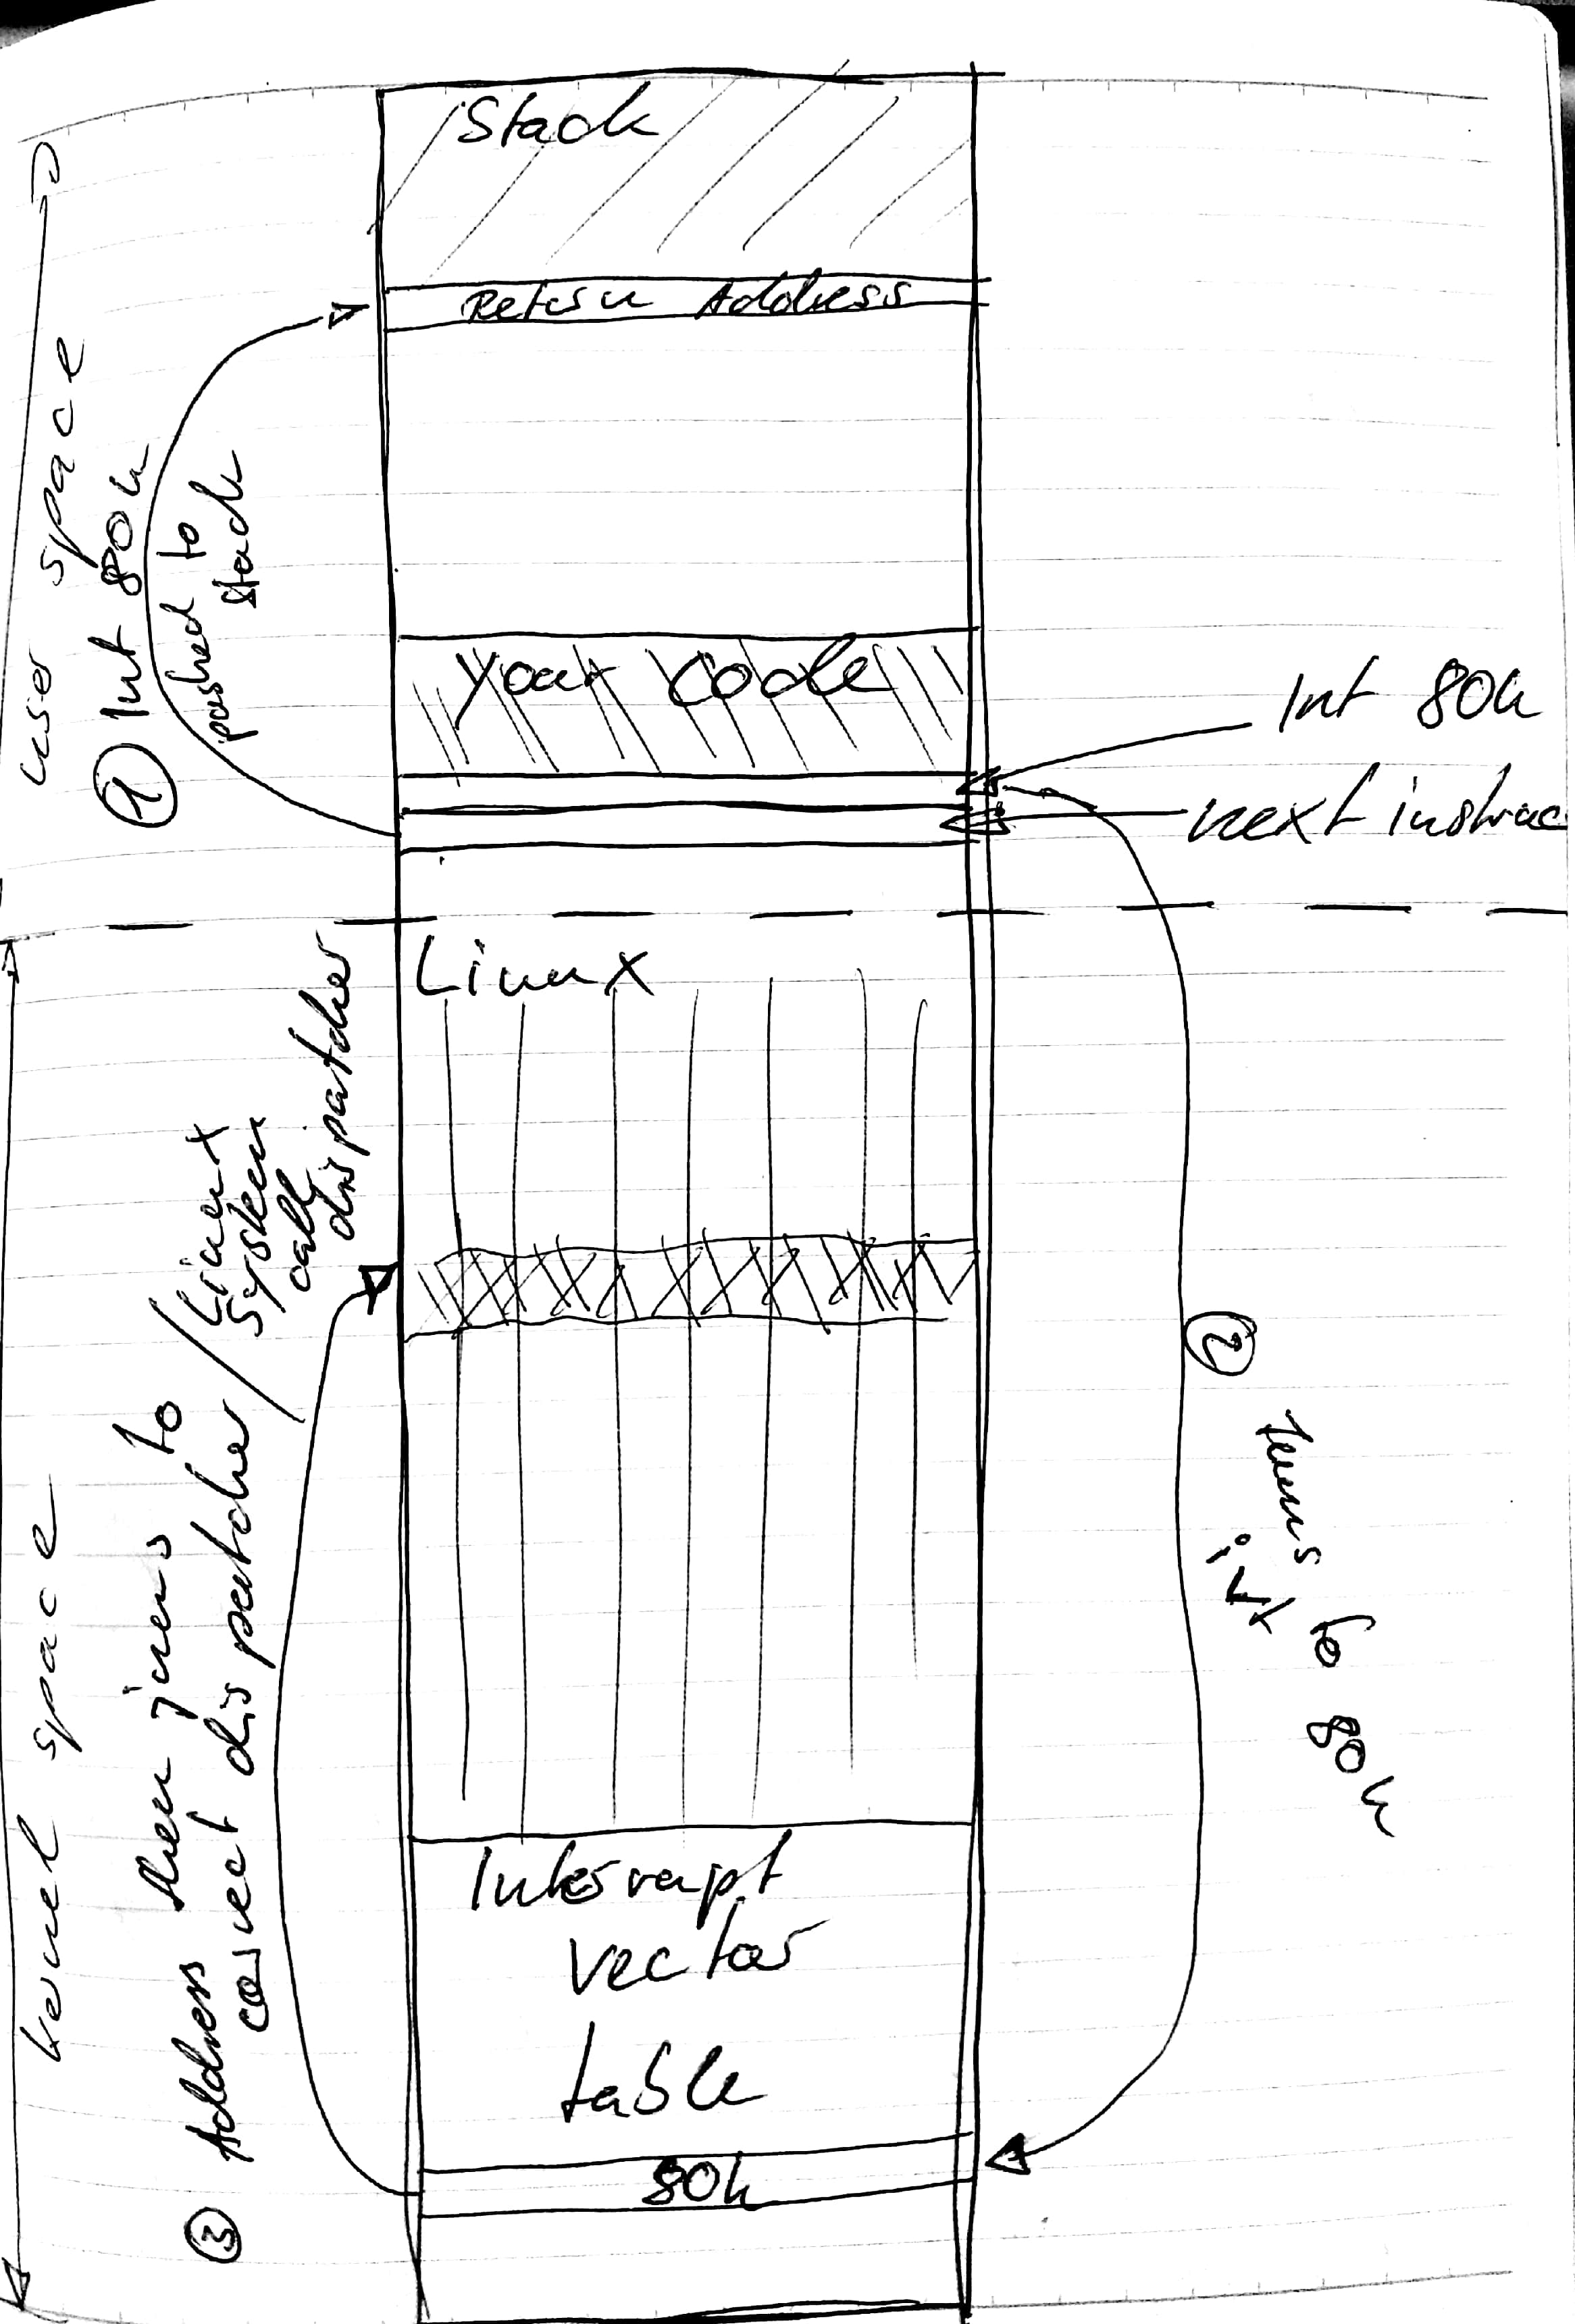 Stack
Return Address
user space
① Int 80h
pushed to
stack
your code
Int 80h
next instruc
Linux
Linux
system
call
dispatcher
② jumps to 80h
in
kernel space
③ Address then jumps to
correct dispatcher
Interrupt
vector
table
80h